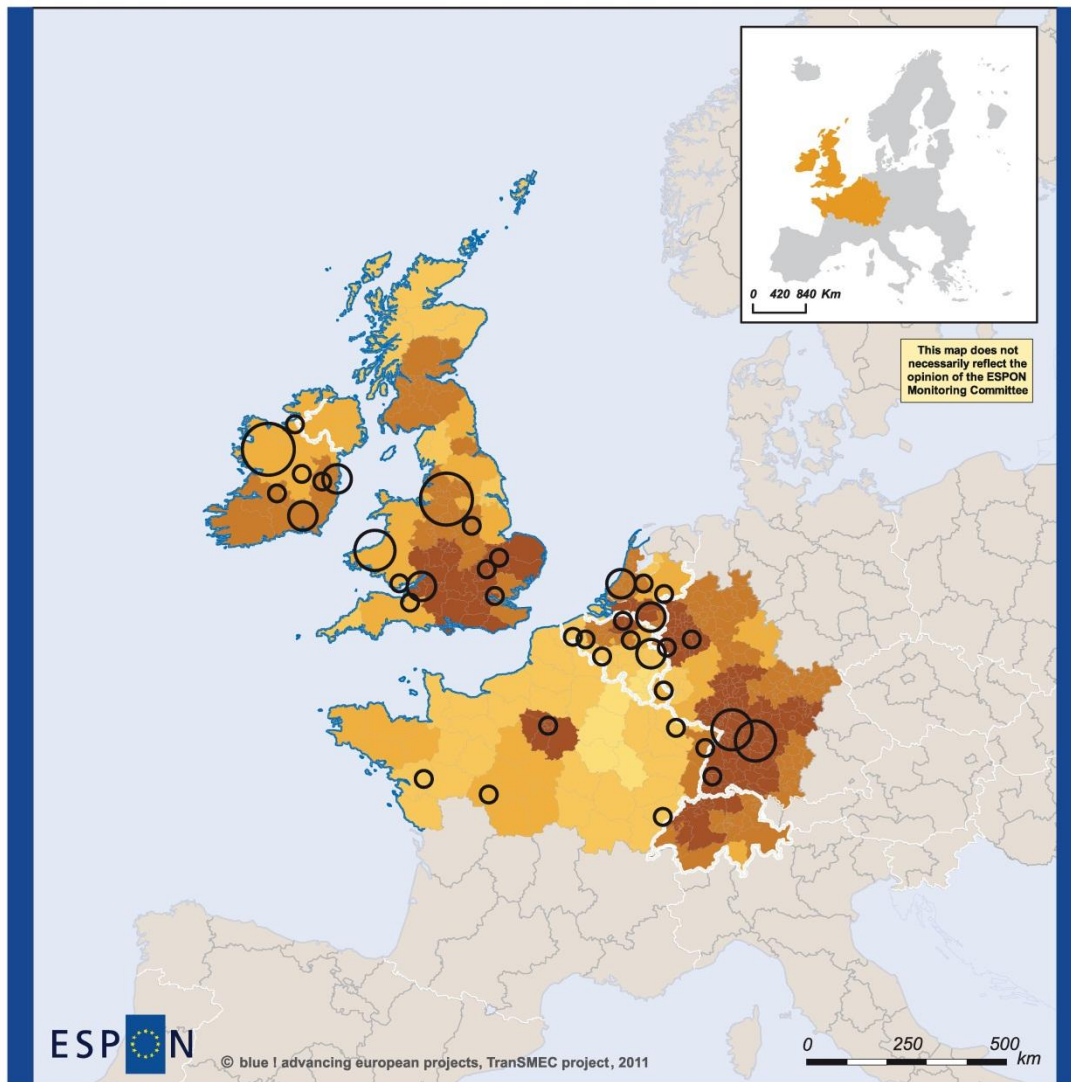 0 420 840 Km
This map does not
necessarily reflect the
opinion of the ESPON
Monitoring Committee
ESPON
© blue ! advancing european projects, TranSMEC project, 2011
0 250 500
km